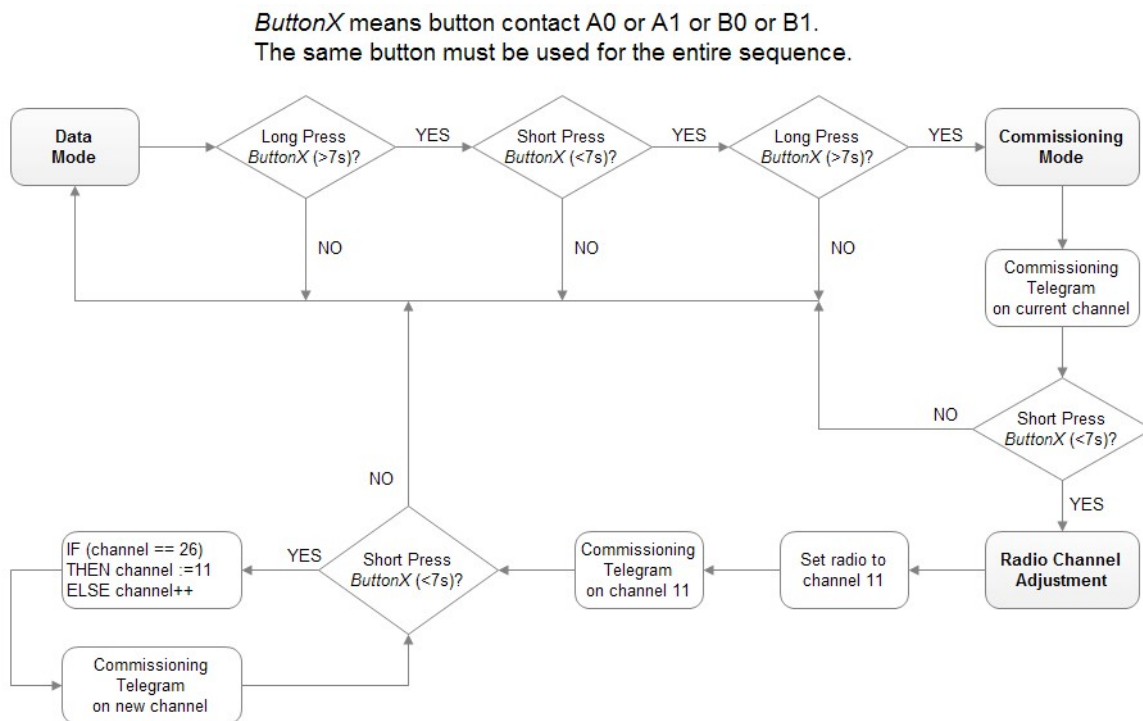 ButtonX means button contact A0 or A1 or B0 or B1.
The same button must be used for the entire sequence.
Data
Mode
Long Press
ButtonX (>7s)?
YES
Short Press
ButtonX (<7s)?
YES
Long Press
ButtonX (>7s)?
YES
Commissioning
Mode
NO
NO
NO
Commissioning
Telegram
on current channel
NO
Short Press
ButtonX (<7s)?
YES
Radio Channel
Adjustment
Set radio to
channel 11
Commissioning
Telegram
on channel 11
Short Press
ButtonX (<7s)?
NO
YES
IF (channel == 26)
THEN channel :=11
ELSE channel++
Commissioning
Telegram
on new channel